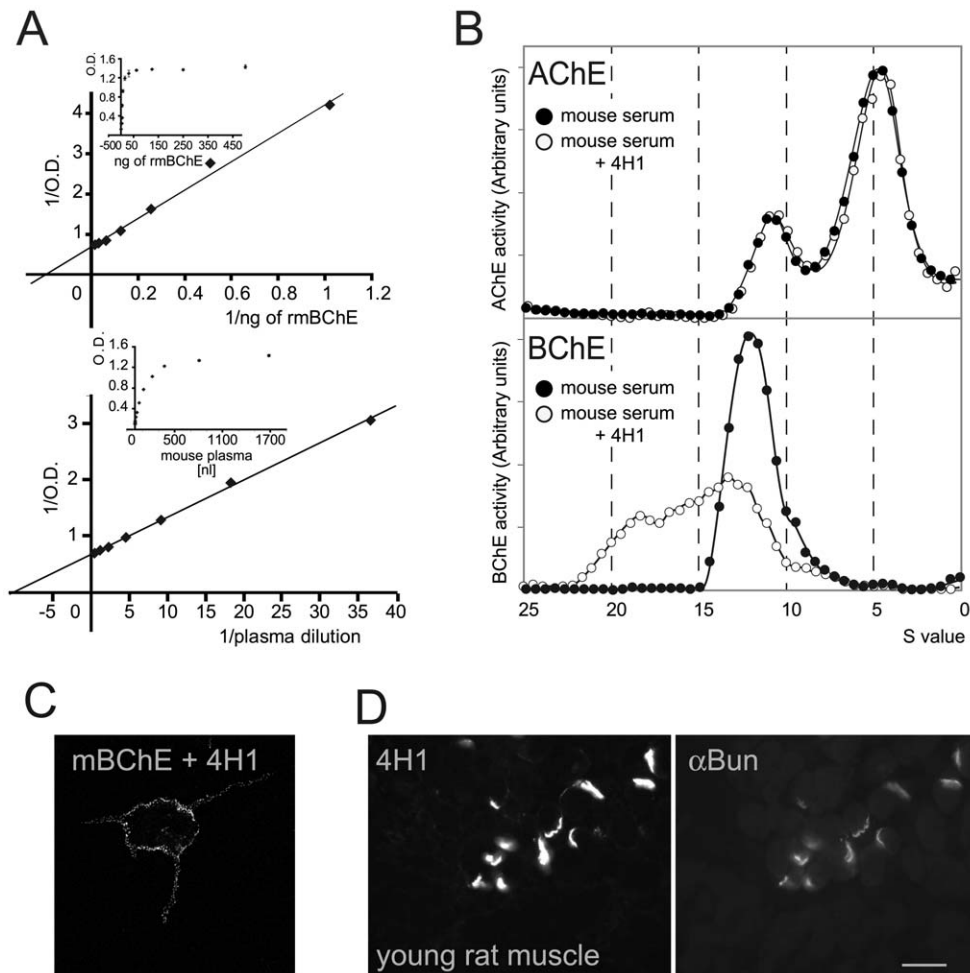 A
O.D.
1.6
1.2
0.8
0.4
-50 0 50 150 250 350 450
ng of rmBChE
1/O.D.
4
3
2
1
0 0.2 0.4 0.6 0.8 1 1.2
1/ng of rmBChE
O.D.
1.6
1.2
0.8
0.4
0 500 1100 1700
mouse plasma
[nl]
1/O.D.
3
2
1
-5 0 5 10 15 20 25 30 35 40
1/plasma dilution
B
AChE
mouse serum
mouse serum
+ 4H1
AChE activity (Arbitrary units)
BChE
mouse serum
mouse serum
+ 4H1
BChE activity (Arbitrary units)
25 20 15 10 5 0
S value
C
mBChE + 4H1
D
4H1
young rat muscle
αBun